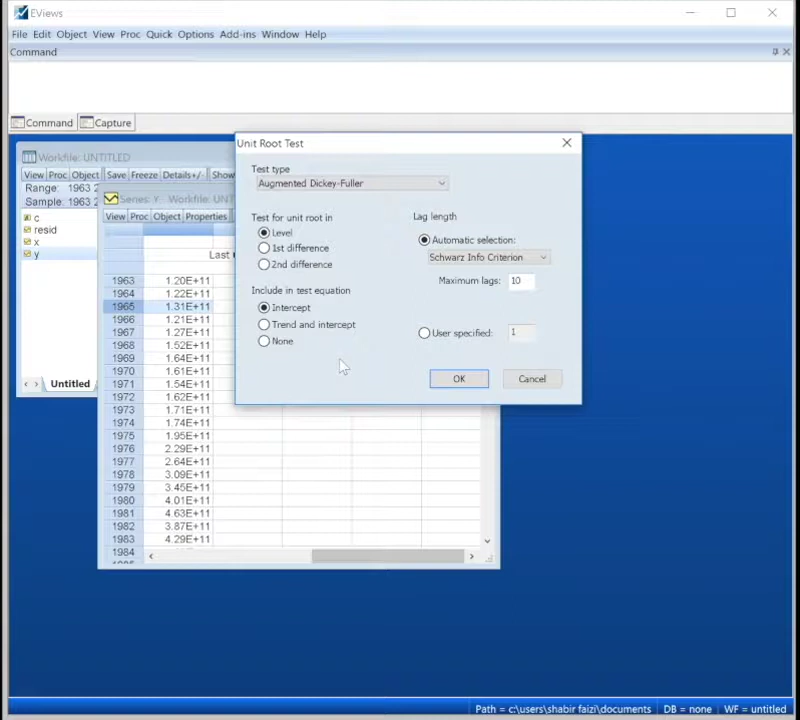 EViews
File Edit Object View Proc Quick Options Add-ins Window Help
Command
Command Capture
Workfile: UNTITLED
View Proc Object Save Freeze Details+/- Show
Range: 1963 2
Sample: 1963 2
c
resid
x
y
Untitled
Series: Y Workfile: UNT
View Proc Object Properties
Last
1963 1.20E+11
1964 1.22E+11
1965 1.31E+11
1966 1.21E+11
1967 1.27E+11
1968 1.52E+11
1969 1.64E+11
1970 1.61E+11
1971 1.54E+11
1972 1.62E+11
1973 1.71E+11
1974 1.74E+11
1975 1.95E+11
1976 2.29E+11
1977 2.64E+11
1978 3.09E+11
1979 3.45E+11
1980 4.01E+11
1981 4.63E+11
1982 3.87E+11
1983 4.29E+11
1984
Unit Root Test
Test type
Augmented Dickey-Fuller
Test for unit root in
Level
1st difference
2nd difference
Include in test equation
Intercept
Trend and intercept
None
Lag length
Automatic selection:
Schwarz Info Criterion
Maximum lags: 10
User specified: 1
OK Cancel
Path = c:\users\shabir faizi\documents DB = none WF = untitled